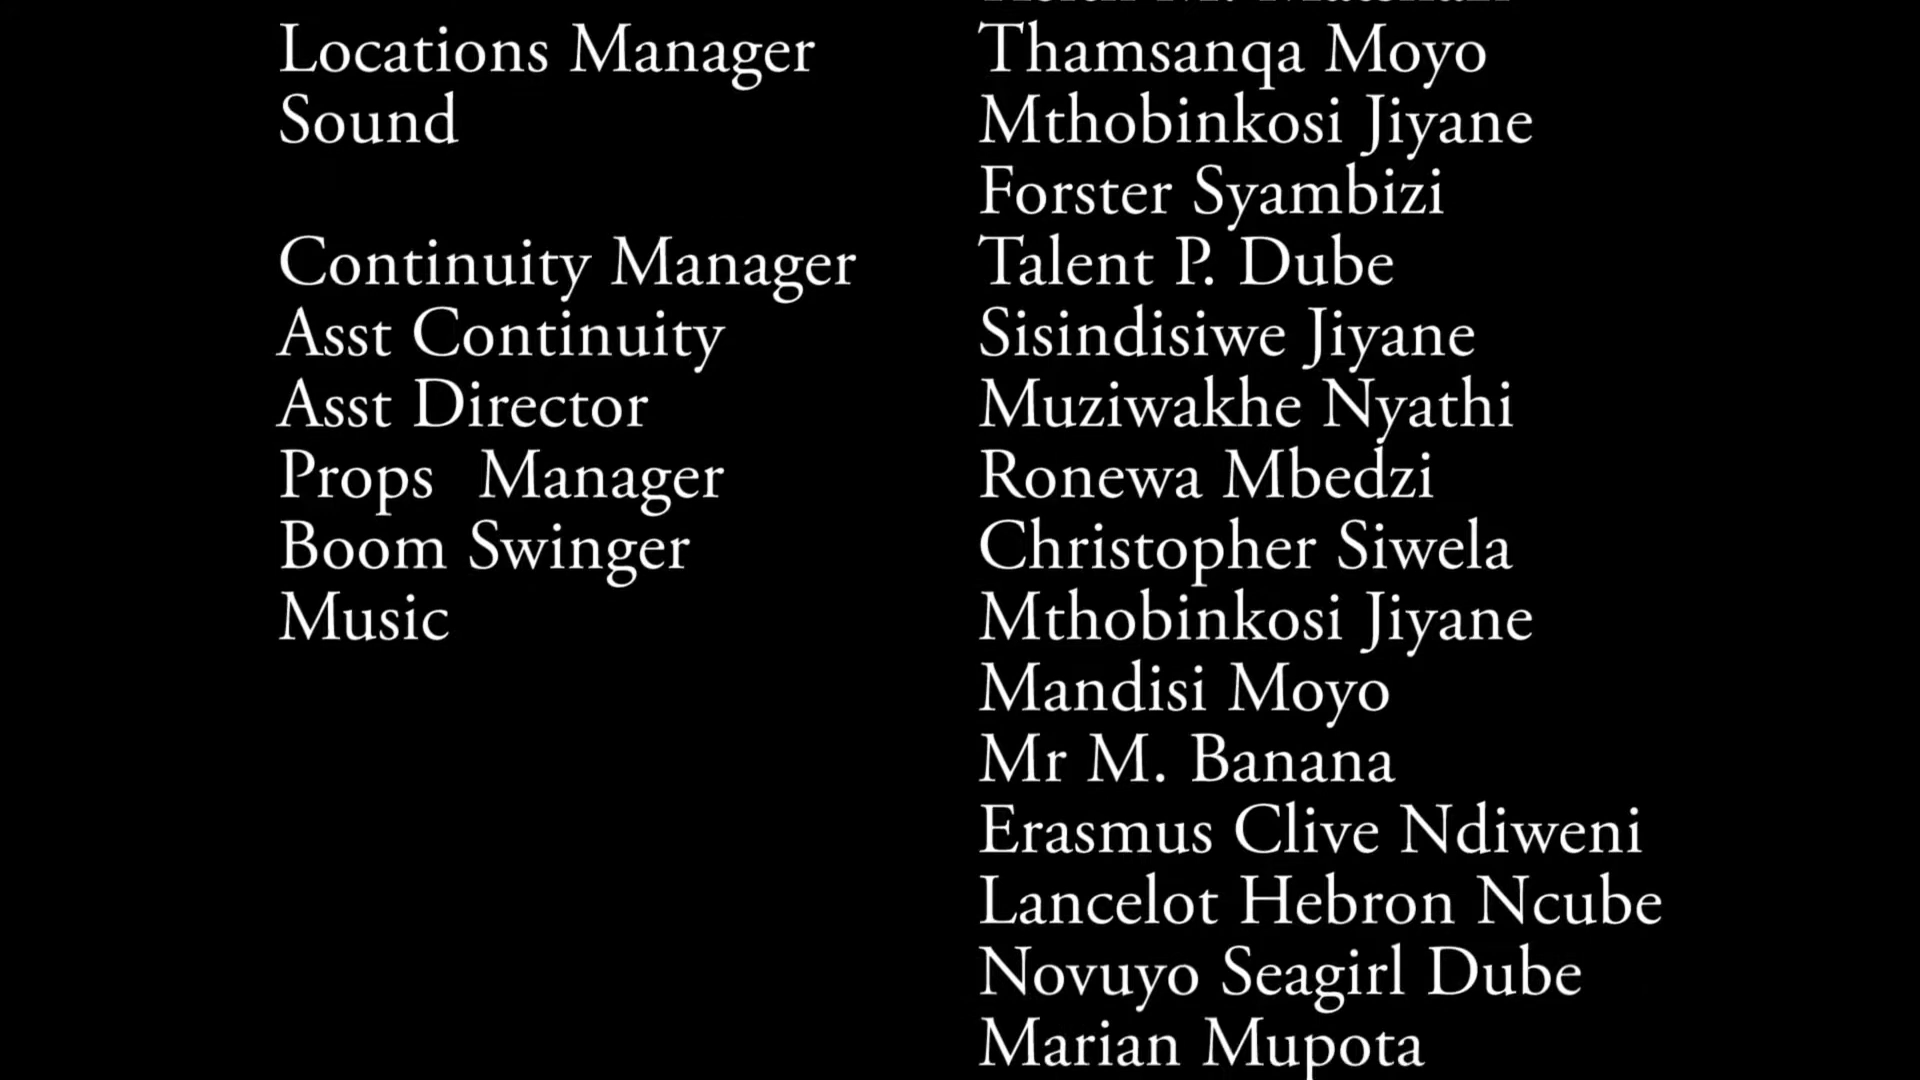 Locations Manager Thamsanqa Moyo
Sound Mthobinkosi Jiyane
Forster Syambizi
Continuity Manager Talent P. Dube
Asst Continuity Sisindisiwe Jiyane
Asst Director Muziwakhe Nyathi
Props Manager Ronewa Mbedzi
Boom Swinger Christopher Siwela
Music Mthobinkosi Jiyane
Mandisi Moyo
Mr M. Banana
Erasmus Clive Ndiweni
Lancelot Hebron Ncube
Novuyo Seagirl Dube
Marian Mupota